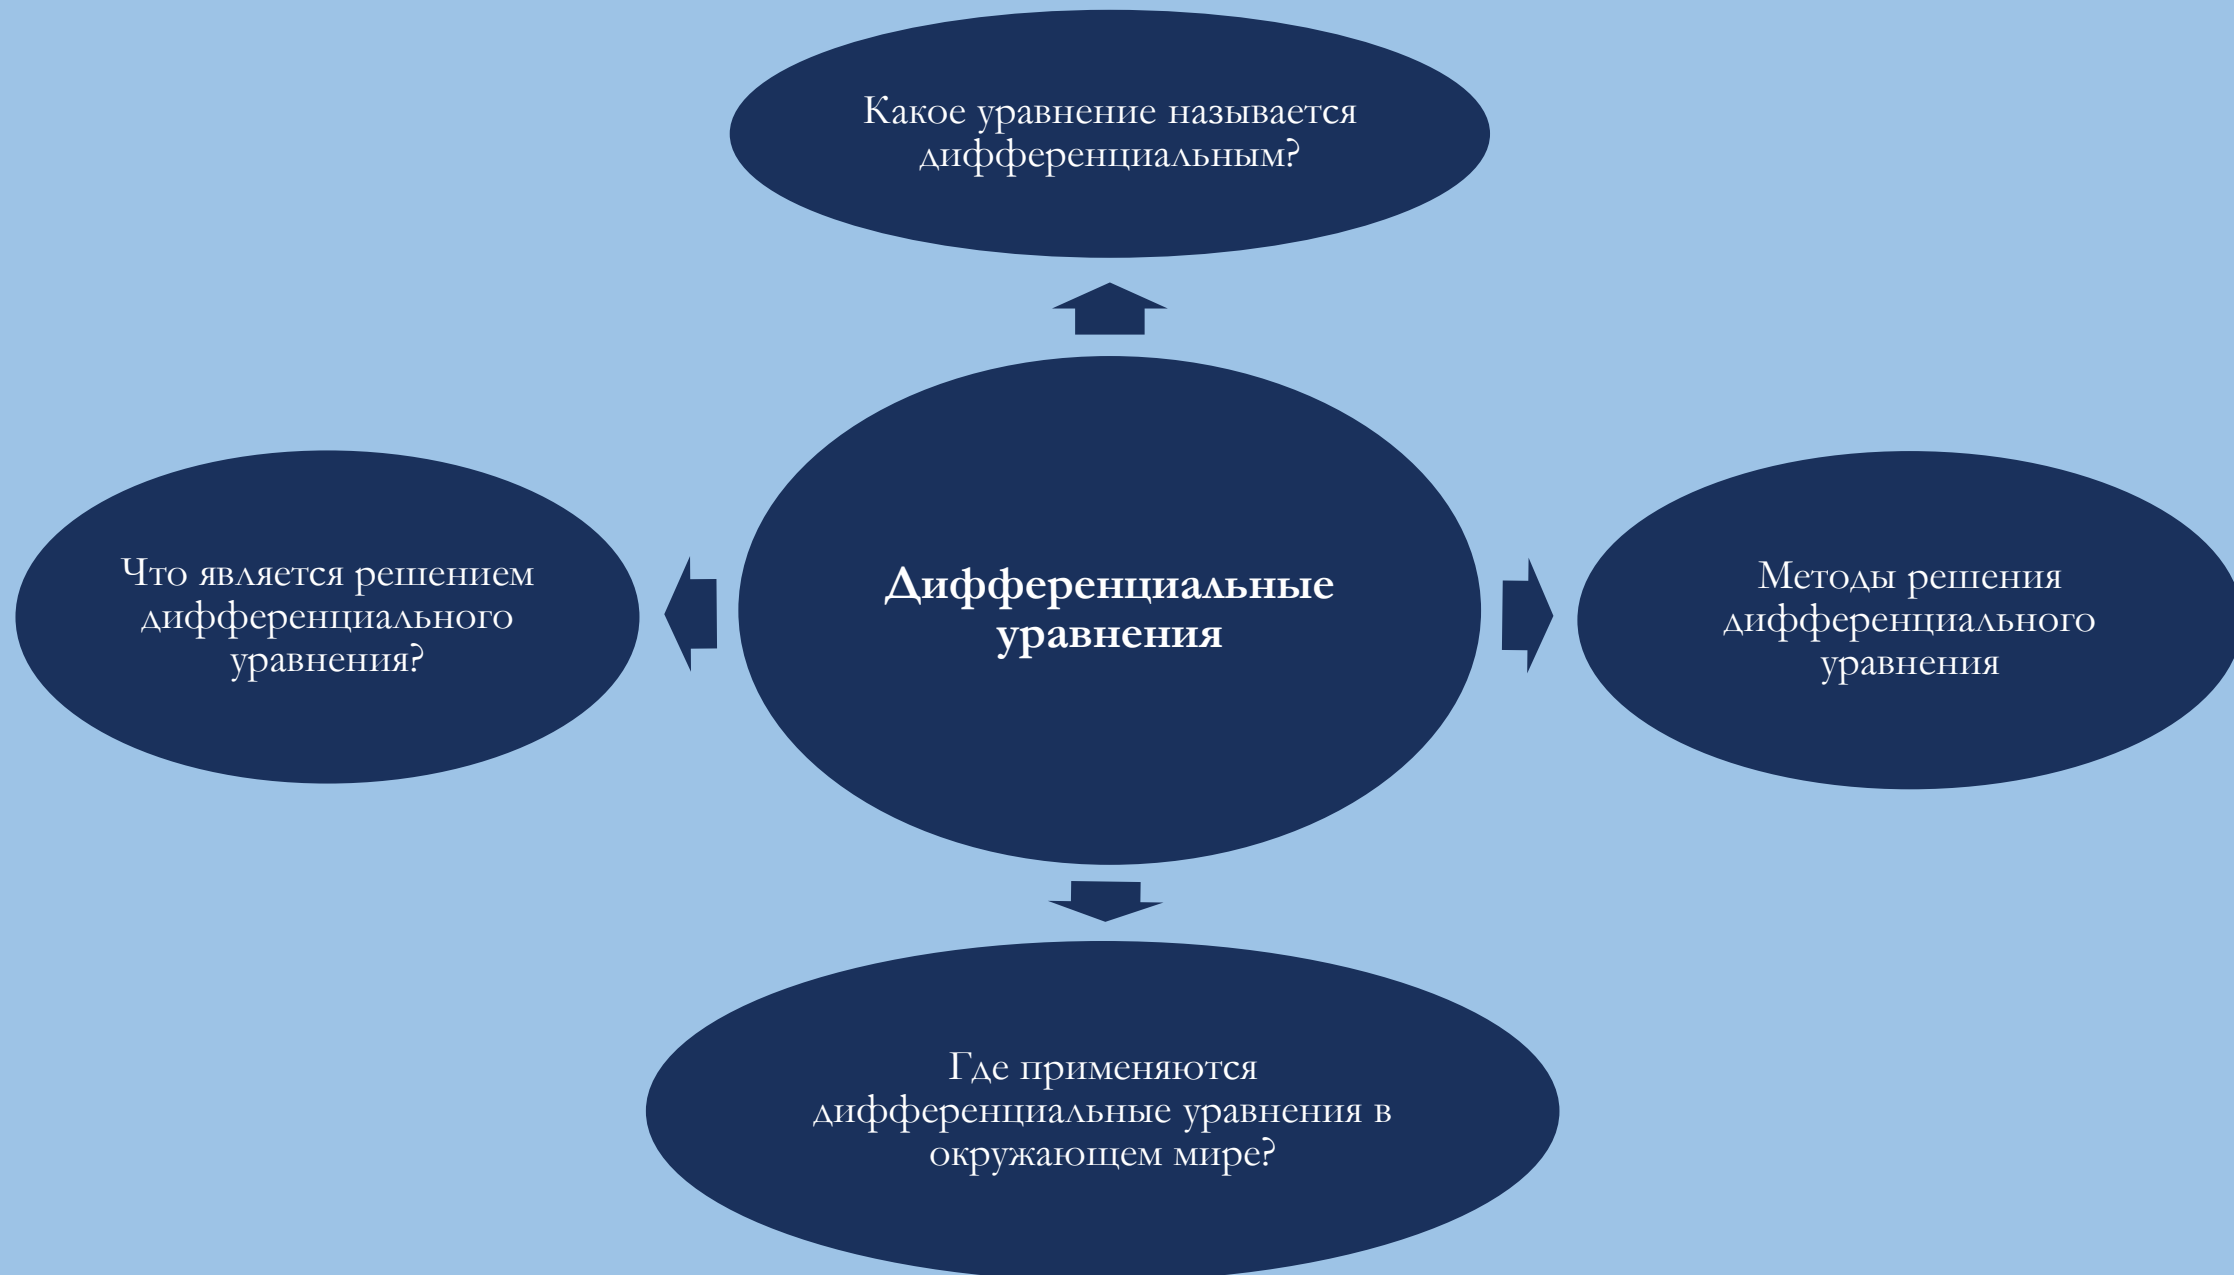 Какое уравнение называется
дифференциальным?
Что является решением
дифференциального
уравнения?
Дифференциальные
уравнения
Методы решения
дифференциального
уравнения
Где применяются
дифференциальные уравнения в
окружающем мире?